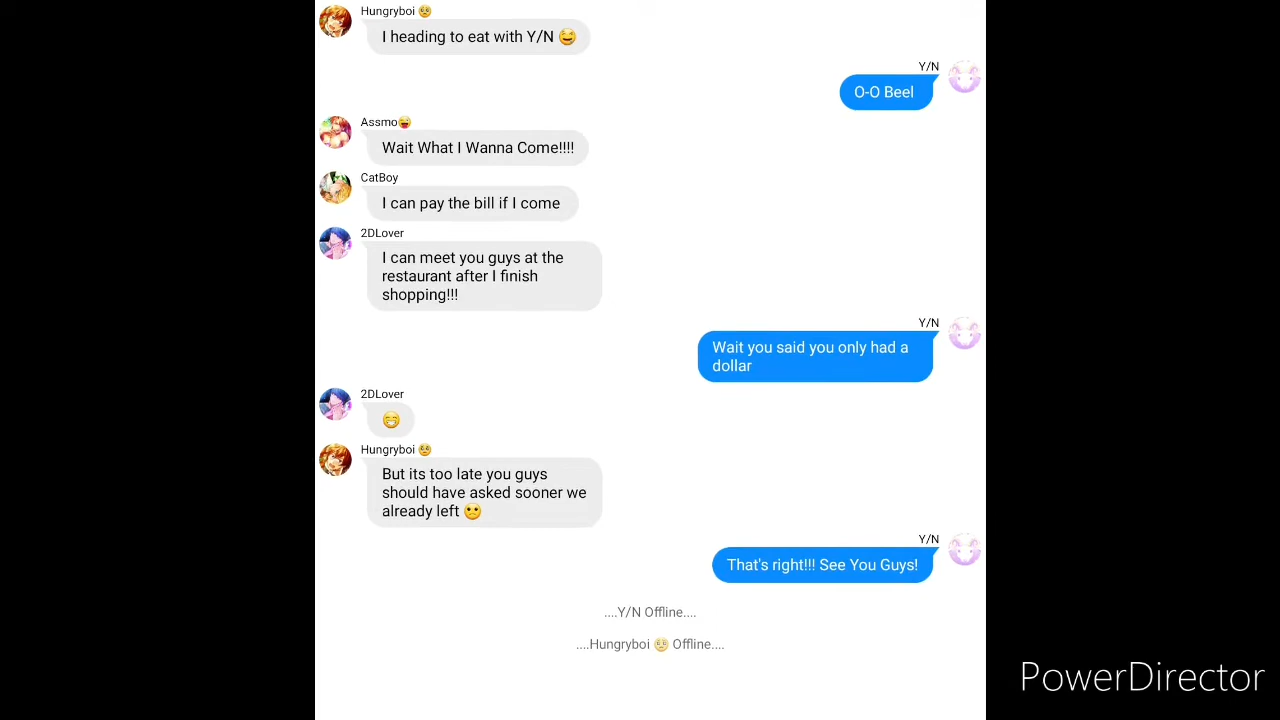 Hungryboi 🥺
I heading to eat with Y/N 😆
Y/N
O-O Beel
Assmo😜
Wait What I Wanna Come!!!!
CatBoy
I can pay the bill if I come
2DLover
I can meet you guys at the
restaurant after I finish
shopping!!!
Y/N
Wait you said you only had a
dollar
2DLover
😁
Hungryboi 🥺
But its too late you guys
should have asked sooner we
already left 🙁
Y/N
That's right!!! See You Guys!
....Y/N Offline....
....Hungryboi 🥺 Offline....
PowerDirector